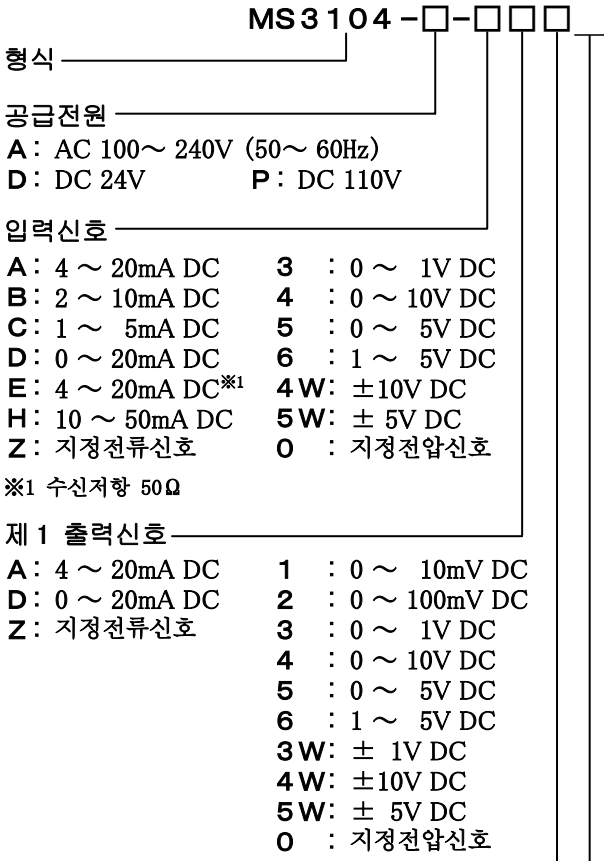 MS3104-□-□□□
형식
공급전원
A: AC 100～ 240V (50～ 60Hz)
D: DC 24V P: DC 110V
입력신호
A: 4 ～ 20mA DC 3 : 0 ～ 1V DC
B: 2 ～ 10mA DC 4 : 0 ～ 10V DC
C: 1 ～ 5mA DC 5 : 0 ～ 5V DC
D: 0 ～ 20mA DC 6 : 1 ～ 5V DC
E: 4 ～ 20mA DC※1 4W: ±10V DC
H: 10 ～ 50mA DC 5W: ± 5V DC
Z: 지정전류신호 0 : 지정전압신호
※1 수신저항 50Ω
제 1 출력신호
A: 4 ～ 20mA DC 1 : 0 ～ 10mV DC
D: 0 ～ 20mA DC 2 : 0 ～ 100mV DC
Z: 지정전류신호 3 : 0 ～ 1V DC
4 : 0 ～ 10V DC
5 : 0 ～ 5V DC
6 : 1 ～ 5V DC
3W: ± 1V DC
4W: ±10V DC
5W: ± 5V DC
0 : 지정전압신호